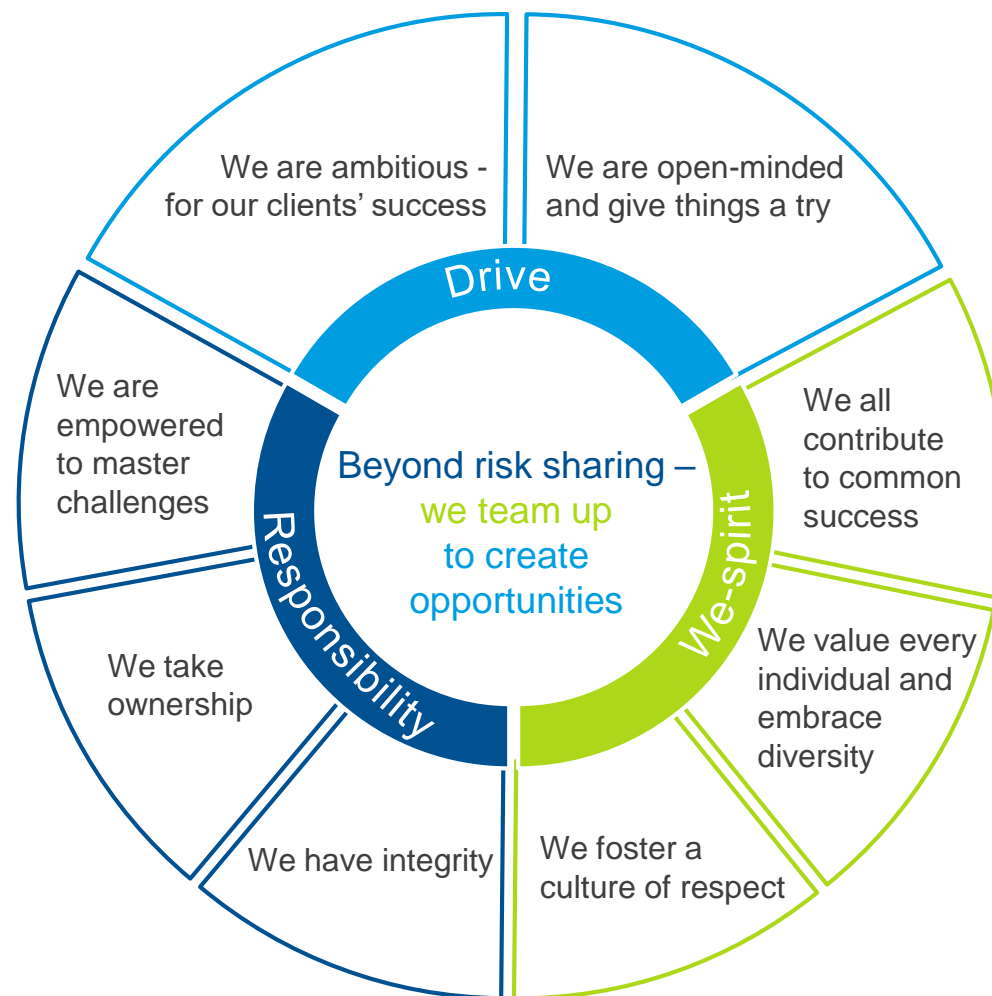 We are ambitious -
for our clients’ success
We are open-minded
and give things a try
Drive
We are
empowered
to master
challenges
We all
contribute
to common
success
Beyond risk sharing –
we team up
to create
opportunities
Responsibility
We-spirit
We take
ownership
We value every
individual and
embrace
diversity
We have integrity
We foster a
culture of respect